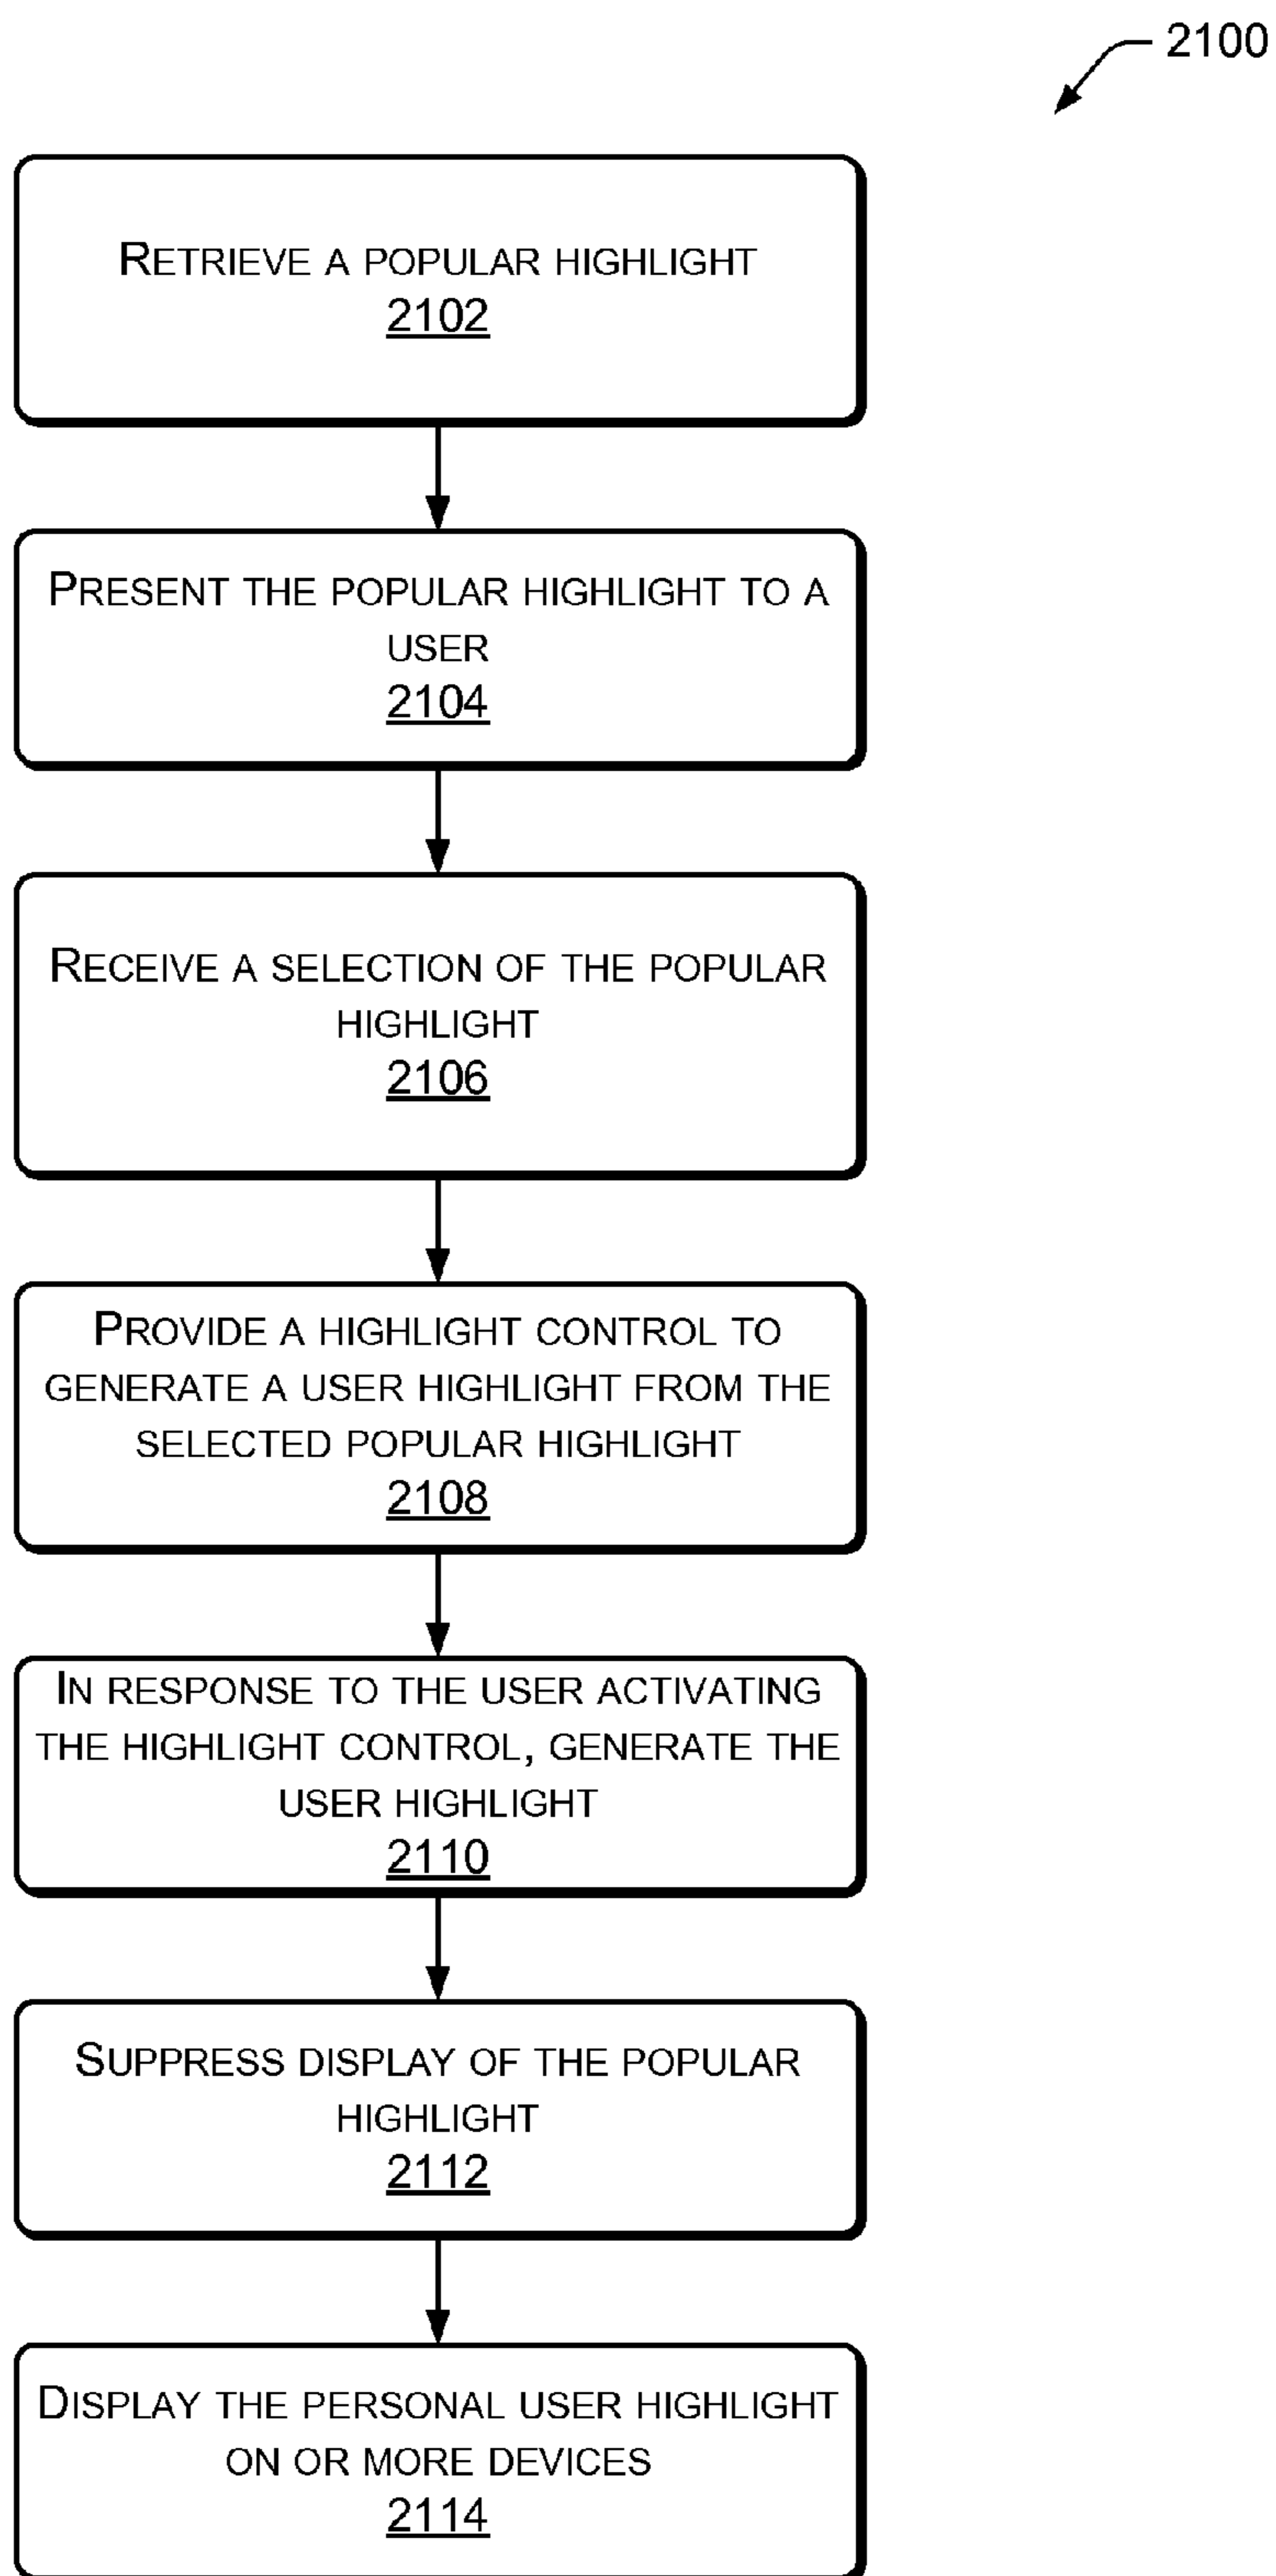 2100
RETRIEVE A POPULAR HIGHLIGHT
2102
PRESENT THE POPULAR HIGHLIGHT TO A
USER
2104
RECEIVE A SELECTION OF THE POPULAR
HIGHLIGHT
2106
PROVIDE A HIGHLIGHT CONTROL TO
GENERATE A USER HIGHLIGHT FROM THE
SELECTED POPULAR HIGHLIGHT
2108
IN RESPONSE TO THE USER ACTIVATING
THE HIGHLIGHT CONTROL, GENERATE THE
USER HIGHLIGHT
2110
SUPPRESS DISPLAY OF THE POPULAR
HIGHLIGHT
2112
DISPLAY THE PERSONAL USER HIGHLIGHT
ON OR MORE DEVICES
2114